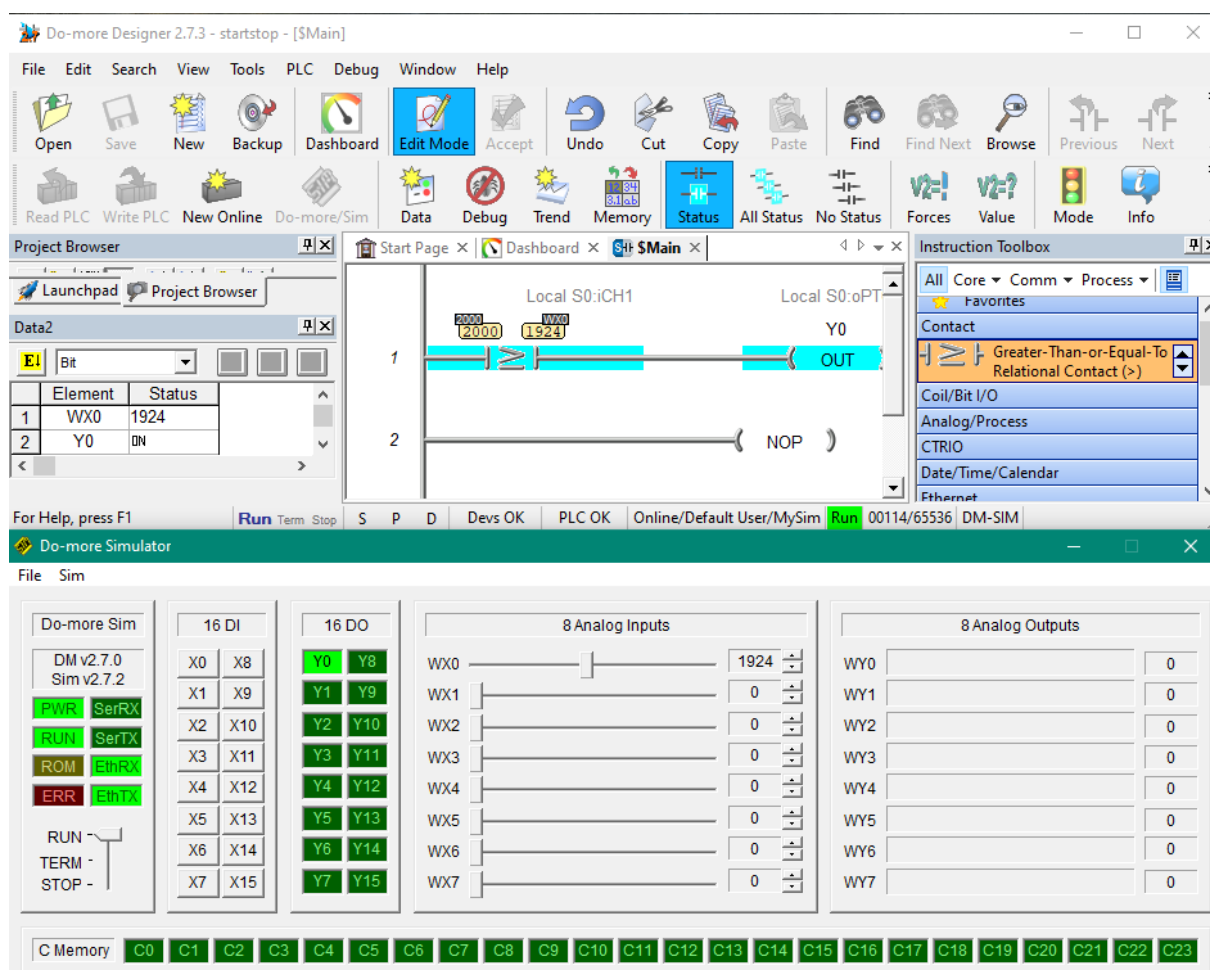 Do-more Designer 2.7.3 - startstop - [$Main]
File Edit Search View Tools PLC Debug Window Help
Open Save New Backup Dashboard Edit Mode Accept Undo Cut Copy Paste Find Find Next Browse Previous Next
Read PLC Write PLC New Online Do-more/Sim Data Debug Trend Memory Status All Status No Status Forces Value Mode Info
Project Browser
Launchpad Project Browser
Data2
Bit
Element Status
1 WX0 1924
2 Y0 ON
Start Page Dashboard $Main
Local S0:iCH1 Local S0:oPT
2000 WX0
2000 1924 Y0
1 OUT
2 NOP
Instruction Toolbox
All Core Comm Process
Favorites
Contact
Greater-Than-or-Equal-To
Relational Contact (>)
Coil/Bit I/O
Analog/Process
CTRIO
Date/Time/Calendar
Ethernet
For Help, press F1 Run Term Stop S P D Devs OK PLC OK Online/Default User/MySim Run 00114/65536 DM-SIM
Do-more Simulator
File Sim
Do-more Sim
DM v2.7.0
Sim v2.7.2
PWR SerRX
RUN SerTX
ROM EthRX
ERR EthTX
RUN -
TERM -
STOP -
16 DI
X0 X8
X1 X9
X2 X10
X3 X11
X4 X12
X5 X13
X6 X14
X7 X15
16 DO
Y0 Y8
Y1 Y9
Y2 Y10
Y3 Y11
Y4 Y12
Y5 Y13
Y6 Y14
Y7 Y15
8 Analog Inputs
WX0 1924
WX1 0
WX2 0
WX3 0
WX4 0
WX5 0
WX6 0
WX7 0
8 Analog Outputs
WY0 0
WY1 0
WY2 0
WY3 0
WY4 0
WY5 0
WY6 0
WY7 0
C Memory C0 C1 C2 C3 C4 C5 C6 C7 C8 C9 C10 C11 C12 C13 C14 C15 C16 C17 C18 C19 C20 C21 C22 C23